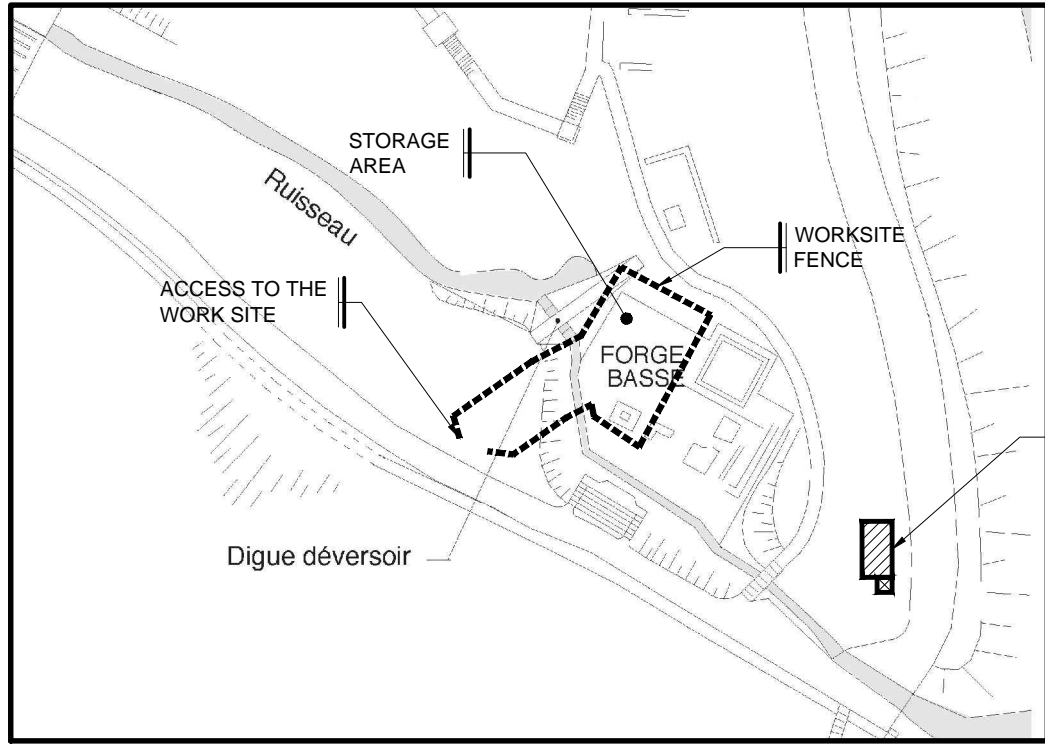 STORAGE
AREA
Ruisseau
WORKSITE
FENCE
ACCESS TO THE
WORK SITE
FORGE
BASSE
Digue déversoir